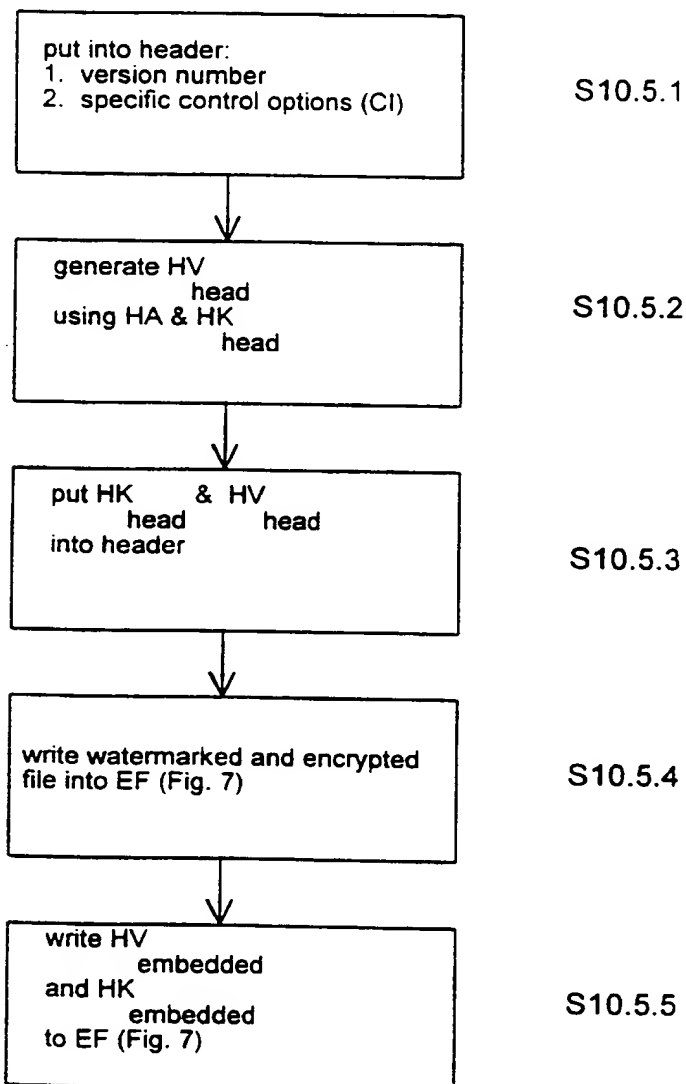 put into header:
1. version number
2. specific control options (CI)
S10.5.1
generate HV
head
using HA & HK
head
S10.5.2
put HK & HV
head head
into header
S10.5.3
write watermarked and encrypted
file into EF (Fig. 7)
S10.5.4
write HV
embedded
and HK
embedded
to EF (Fig. 7)
S10.5.5